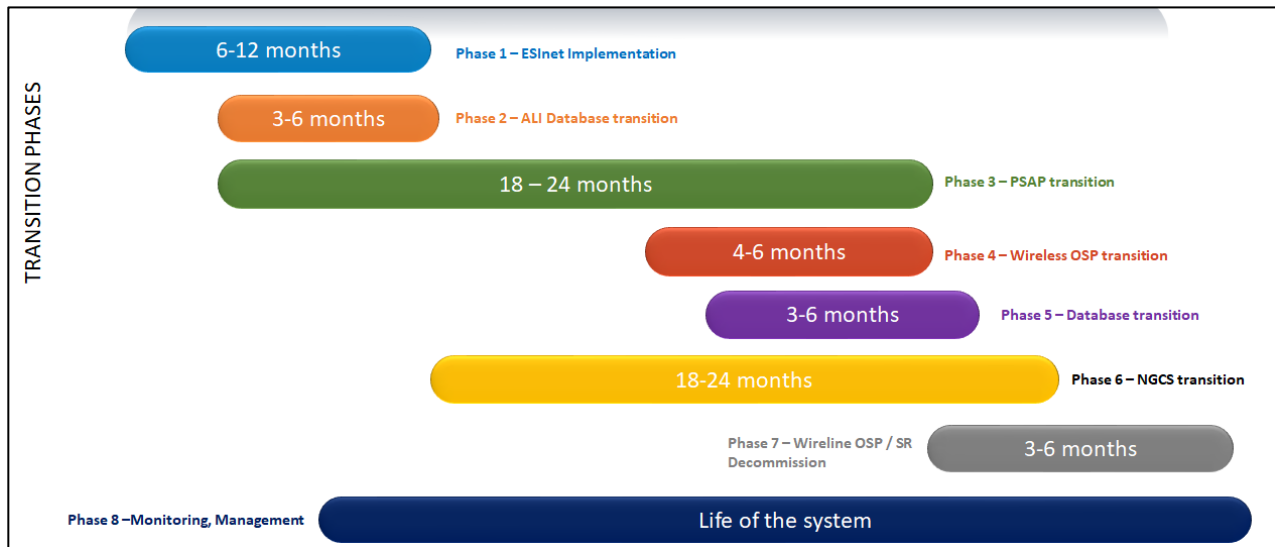 TRANSITION PHASES
6-12 months
Phase 1 – ESInet Implementation
3-6 months
Phase 2 – ALI Database transition
18 – 24 months
Phase 3 – PSAP transition
4-6 months
Phase 4 – Wireless OSP transition
3-6 months
Phase 5 – Database transition
18-24 months
Phase 6 – NGCS transition
Phase 7 – Wireline OSP / SR
Decommission
3-6 months
Phase 8 –Monitoring, Management
Life of the system